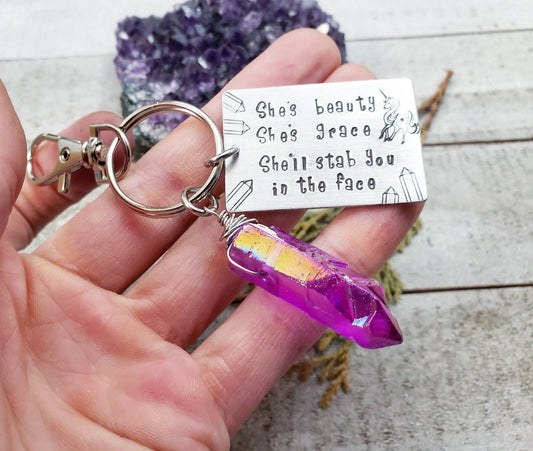 She's beauty
She's grace
She'll stab you
in the face